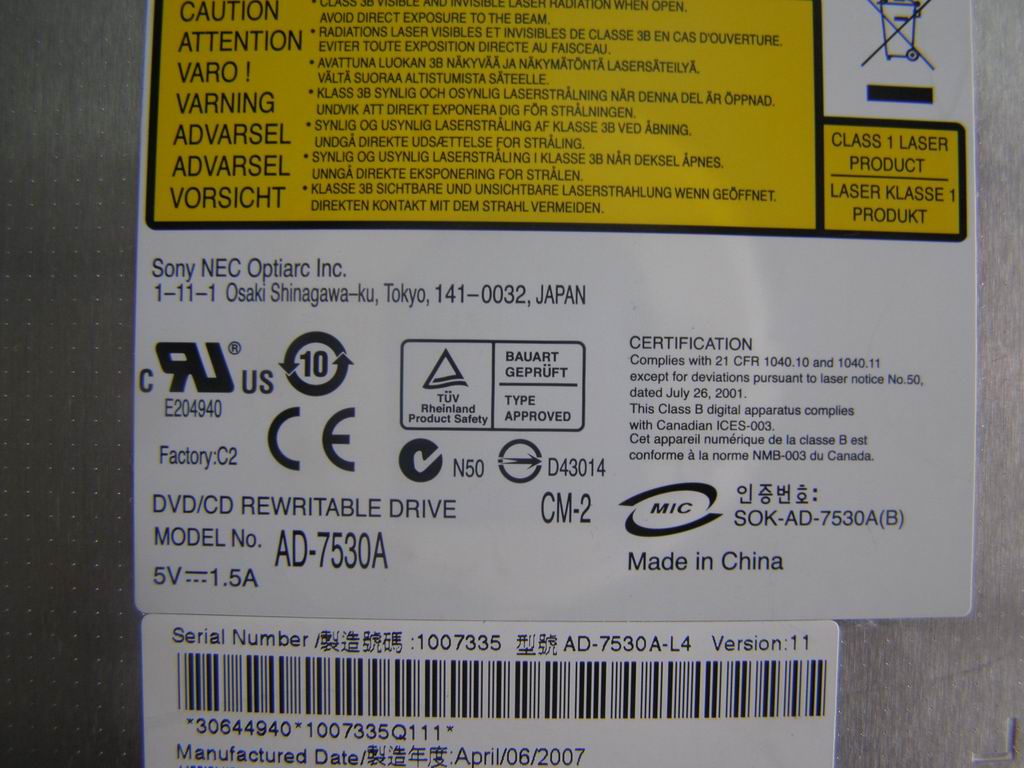 CAUTION • CLASS 3B VISIBLE AND INVISIBLE LASER RADIATION WHEN OPEN.
AVOID DIRECT EXPOSURE TO THE BEAM.
ATTENTION • RADIATIONS LASER VISIBLES ET INVISIBLES DE CLASSE 3B EN CAS D'OUVERTURE.
EVITER TOUTE EXPOSITION DIRECTE AU FAISCEAU.
VARO ! • AVATTUNA LUOKAN 3B NÄKYVÄÄ JA NÄKYMÄTÖNTÄ LASERSÄTEILYÄ.
VÄLTÄ SUORAA ALTISTUMISTA SÄTEELLE.
VARNING • KLASS 3B SYNLIG OCH OSYNLIG LASERSTRÅLNING NÄR DENNA DEL ÄR ÖPPNAD.
UNDVIK ATT DIREKT EXPONERA DIG FÖR STRÅLNINGEN.
ADVARSEL • SYNLIG OG USYNLIG LASERSTRÅLING AF KLASSE 3B VED ÅBNING.
UNDGÅ DIREKTE UDSÆTTELSE FOR STRÅLING.
ADVARSEL • SYNLIG OG USYNLIG LASERSTRÅLING I KLASSE 3B NÅR DEKSEL ÅPNES.
UNNGÅ DIREKTE EKSPONERING FOR STRÅLEN.
VORSICHT • KLASSE 3B SICHTBARE UND UNSICHTBARE LASERSTRAHLUNG WENN GEÖFFNET.
DIREKTEN KONTAKT MIT DEM STRAHL VERMEIDEN.
CLASS 1 LASER
PRODUCT
LASER KLASSE 1
PRODUKT
Sony NEC Optiarc Inc.
1-11-1 Osaki Shinagawa-ku, Tokyo, 141-0032, JAPAN
C RU ® US
E204940
10
CE
Factory:C2
TÜV
Rheinland
Product Safety
BAUART
GEPRÜFT
TYPE
APPROVED
N50
D43014
CERTIFICATION
Complies with 21 CFR 1040.10 and 1040.11
except for deviations pursuant to laser notice No.50,
dated July 26, 2001.
This Class B digital apparatus complies
with Canadian ICES-003.
Cet appareil numérique de la classe B est
conforme à la norme NMB-003 du Canada.
DVD/CD REWRITABLE DRIVE
CM-2
MODEL No. AD-7530A
5V⎓1.5A
MIC
인증번호:
SOK-AD-7530A(B)
Made in China
Serial Number /製造號碼 :1007335 型號 AD-7530A-L4 Version:11
*30644940*1007335Q111*
Manufactured Date/製造年度:April/06/2007